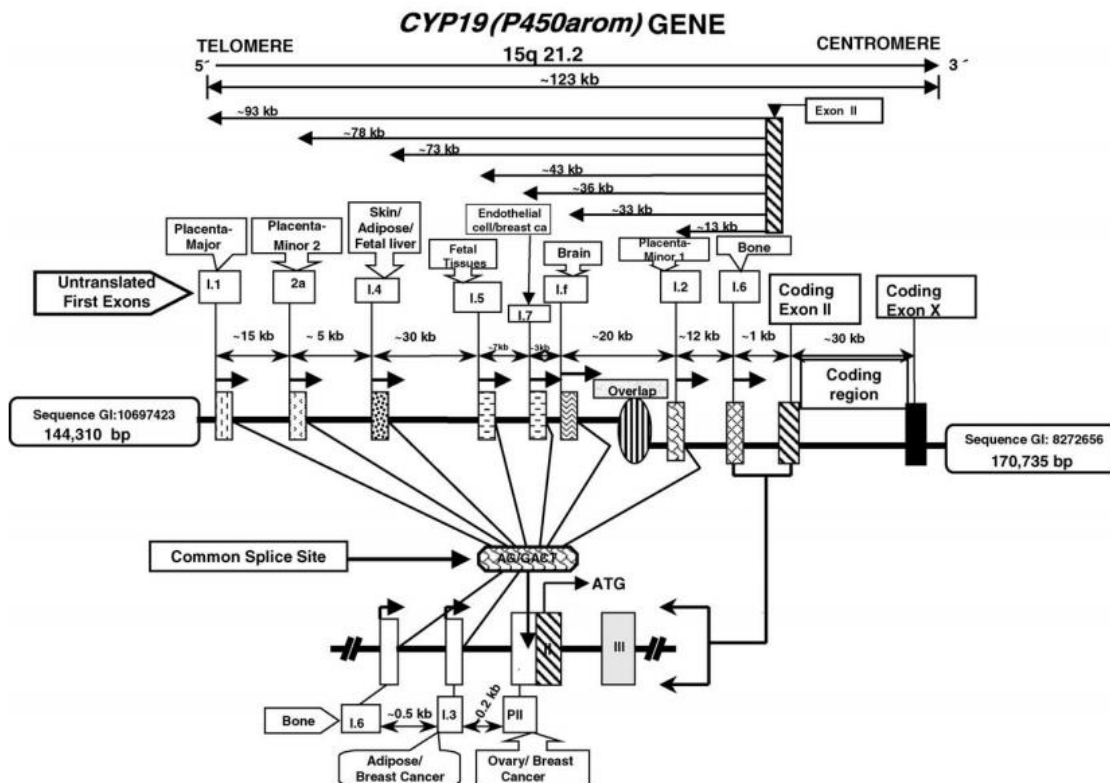 CYP19 (P450arom) GENE
TELOMERE
CENTROMERE
5´
15q 21.2
3´
~123 kb
~93 kb
Exon II
~78 kb
~73 kb
~43 kb
~36 kb
~33 kb
~13 kb
Placenta-
Major
Placenta-
Minor 2
Skin/
Adipose/
Fetal liver
Fetal
Tissues
Endothelial
cell/breast ca
Brain
Placenta-
Minor 1
Bone
Untranslated
First Exons
I.1
2a
I.4
I.5
I.7
I.f
I.2
I.6
Coding
Exon II
Coding
Exon X
~15 kb
~ 5 kb
~30 kb
~7kb
~3kb
~20 kb
~12 kb
~1 kb
~30 kb
Coding
region
Overlap
Sequence GI:10697423
144,310 bp
Sequence GI: 8272656
170,735 bp
Common Splice Site
AG/GACT
ATG
II
III
~0.5 kb
~0.2 kb
Bone
I.6
I.3
PII
Adipose/
Breast Cancer
Ovary/ Breast
Cancer